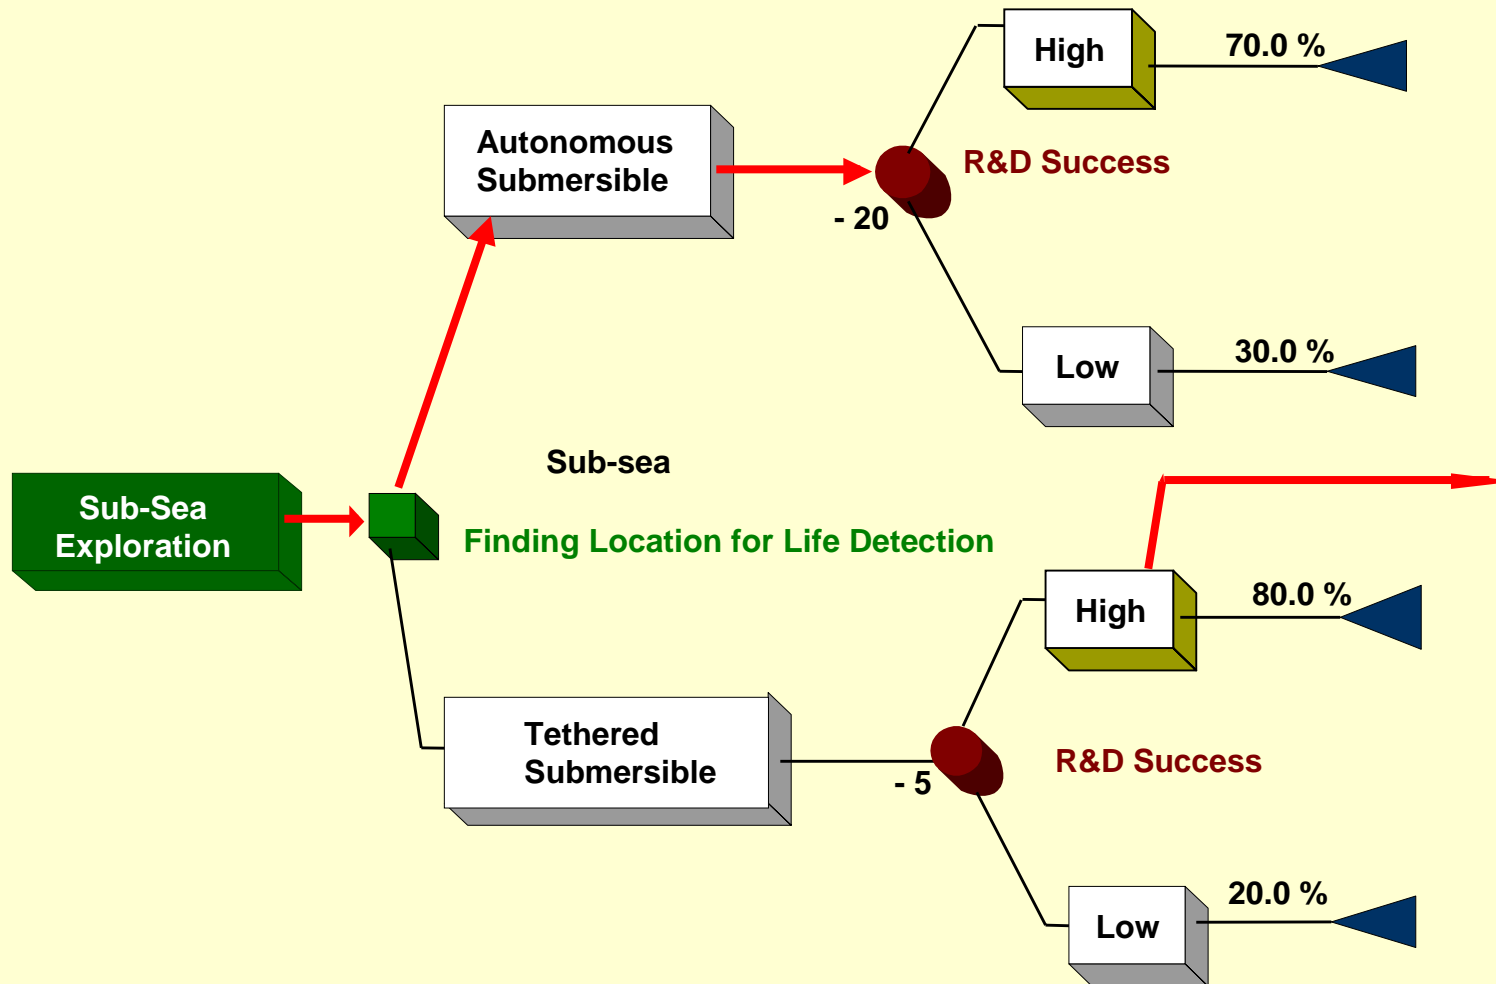 High
70.0 %
Autonomous
Submersible
R&D Success
- 20
Low
30.0 %
Sub-sea
Sub-Sea
Exploration
Finding Location for Life Detection
High
80.0 %
Tethered
Submersible
R&D Success
- 5
Low
20.0 %